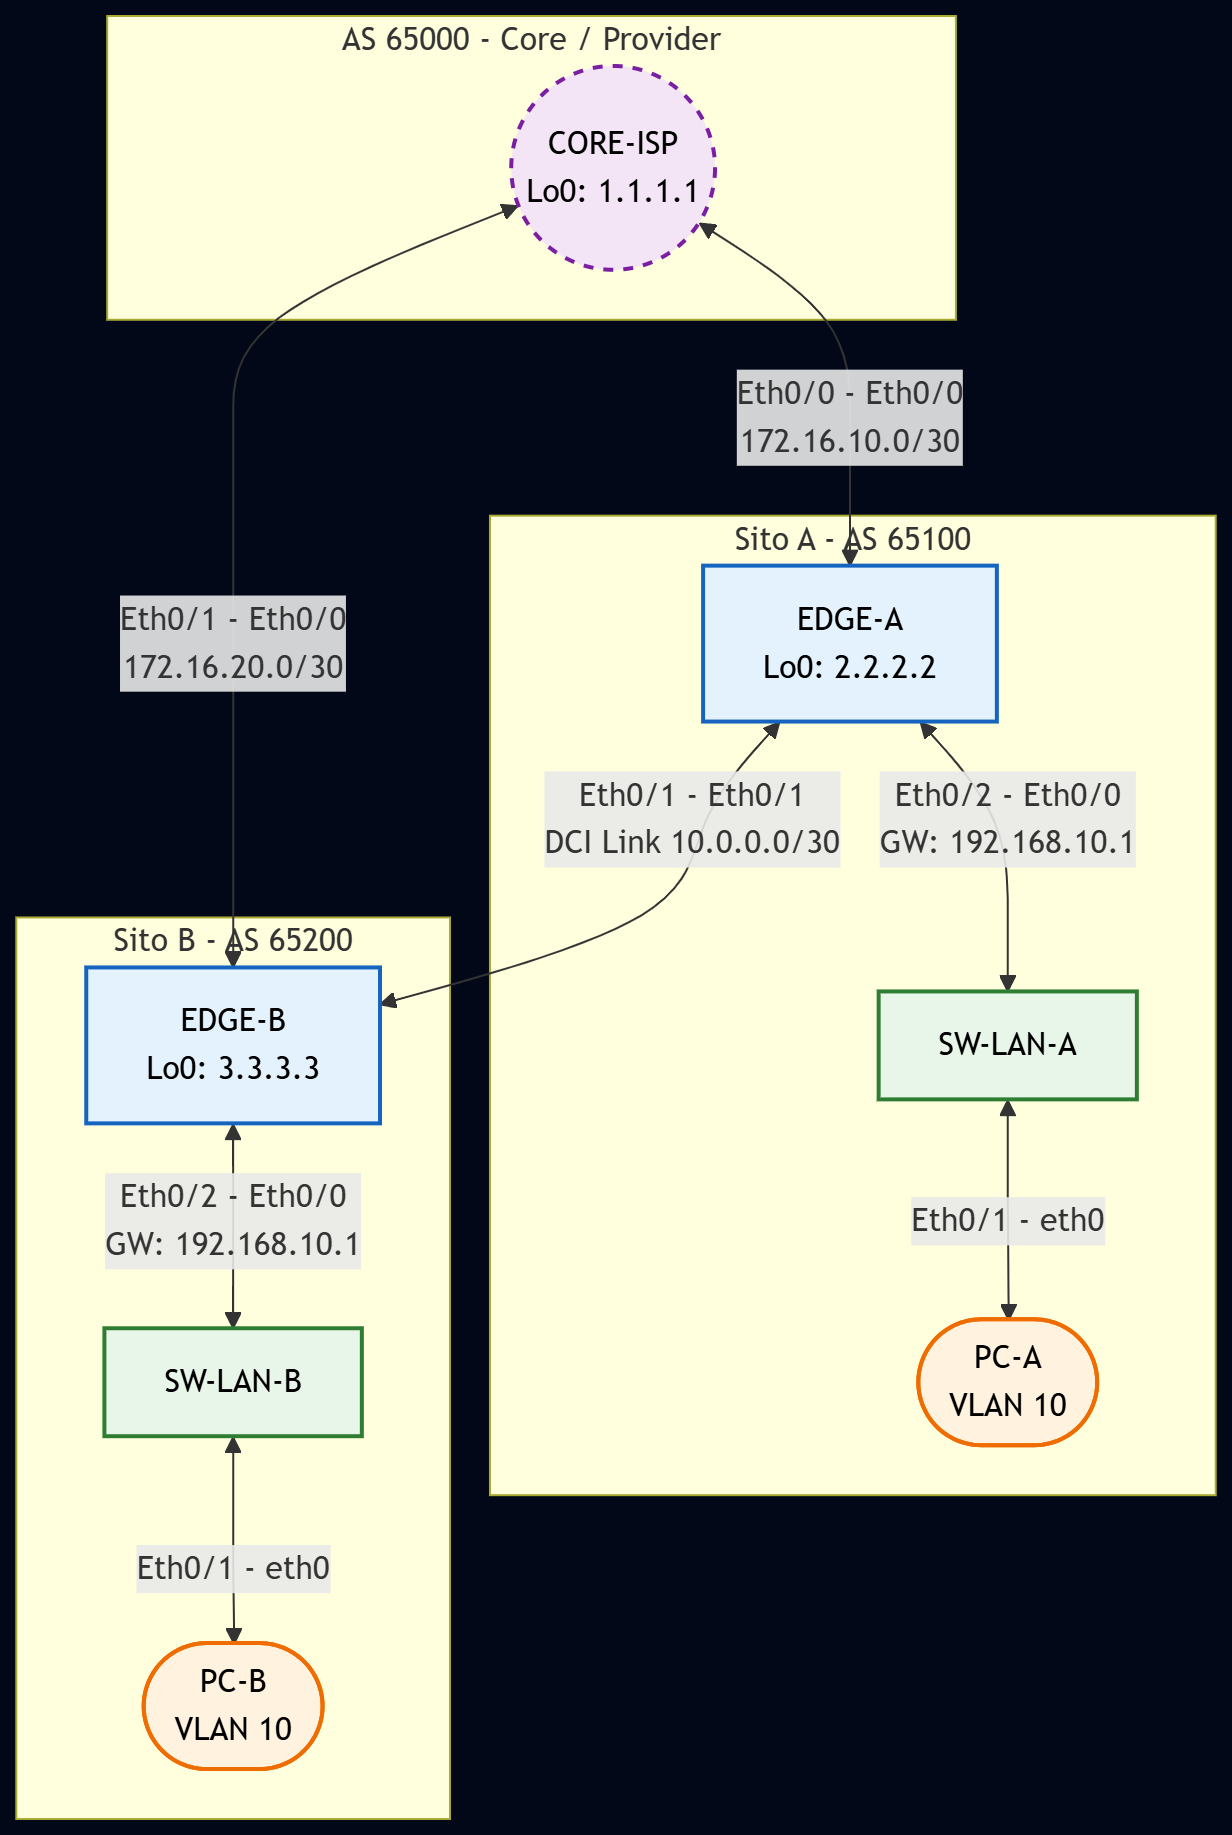 AS 65000 - Core / Provider
CORE-ISP
Lo0: 1.1.1.1
Eth0/0 - Eth0/0
172.16.10.0/30
Eth0/1 - Eth0/0
172.16.20.0/30
Sito A - AS 65100
EDGE-A
Lo0: 2.2.2.2
Eth0/1 - Eth0/1
DCI Link 10.0.0.0/30
Eth0/2 - Eth0/0
GW: 192.168.10.1
Sito B - AS 65200
EDGE-B
Lo0: 3.3.3.3
SW-LAN-A
Eth0/2 - Eth0/0
GW: 192.168.10.1
Eth0/1 - eth0
SW-LAN-B
PC-A
VLAN 10
Eth0/1 - eth0
PC-B
VLAN 10